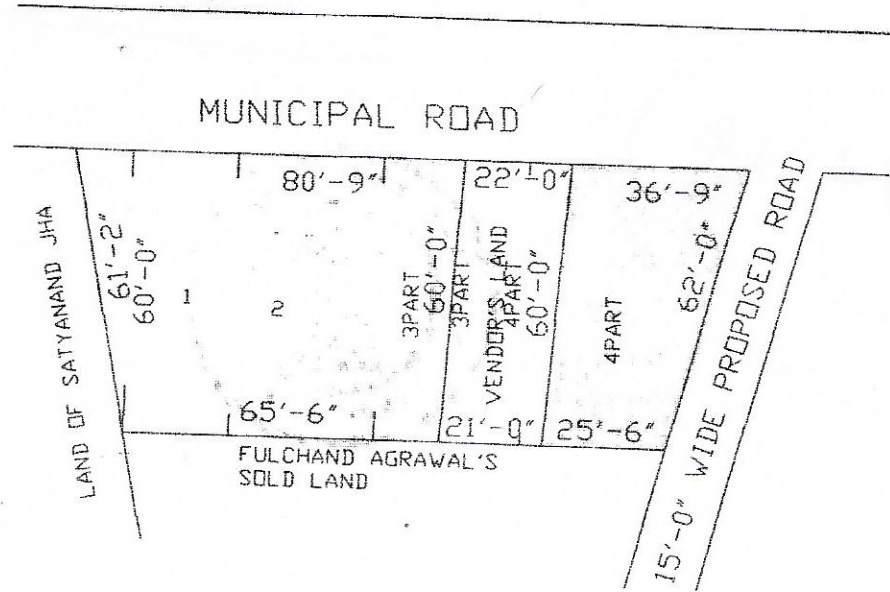 MUNICIPAL ROAD
80'-9"
22'-0"
36'-9"
LAND OF SATYANAND JHA
61'-2"
60'-0"
1
2
3PART
60'-0"
3PART
VENDOR'S LAND
4PART
60'-0"
4PART
62'-0"
15'-0" WIDE PROPOSED ROAD
65'-6"
21'-0"
25'-6"
FULCHAND AGRAWAL'S
SOLD LAND